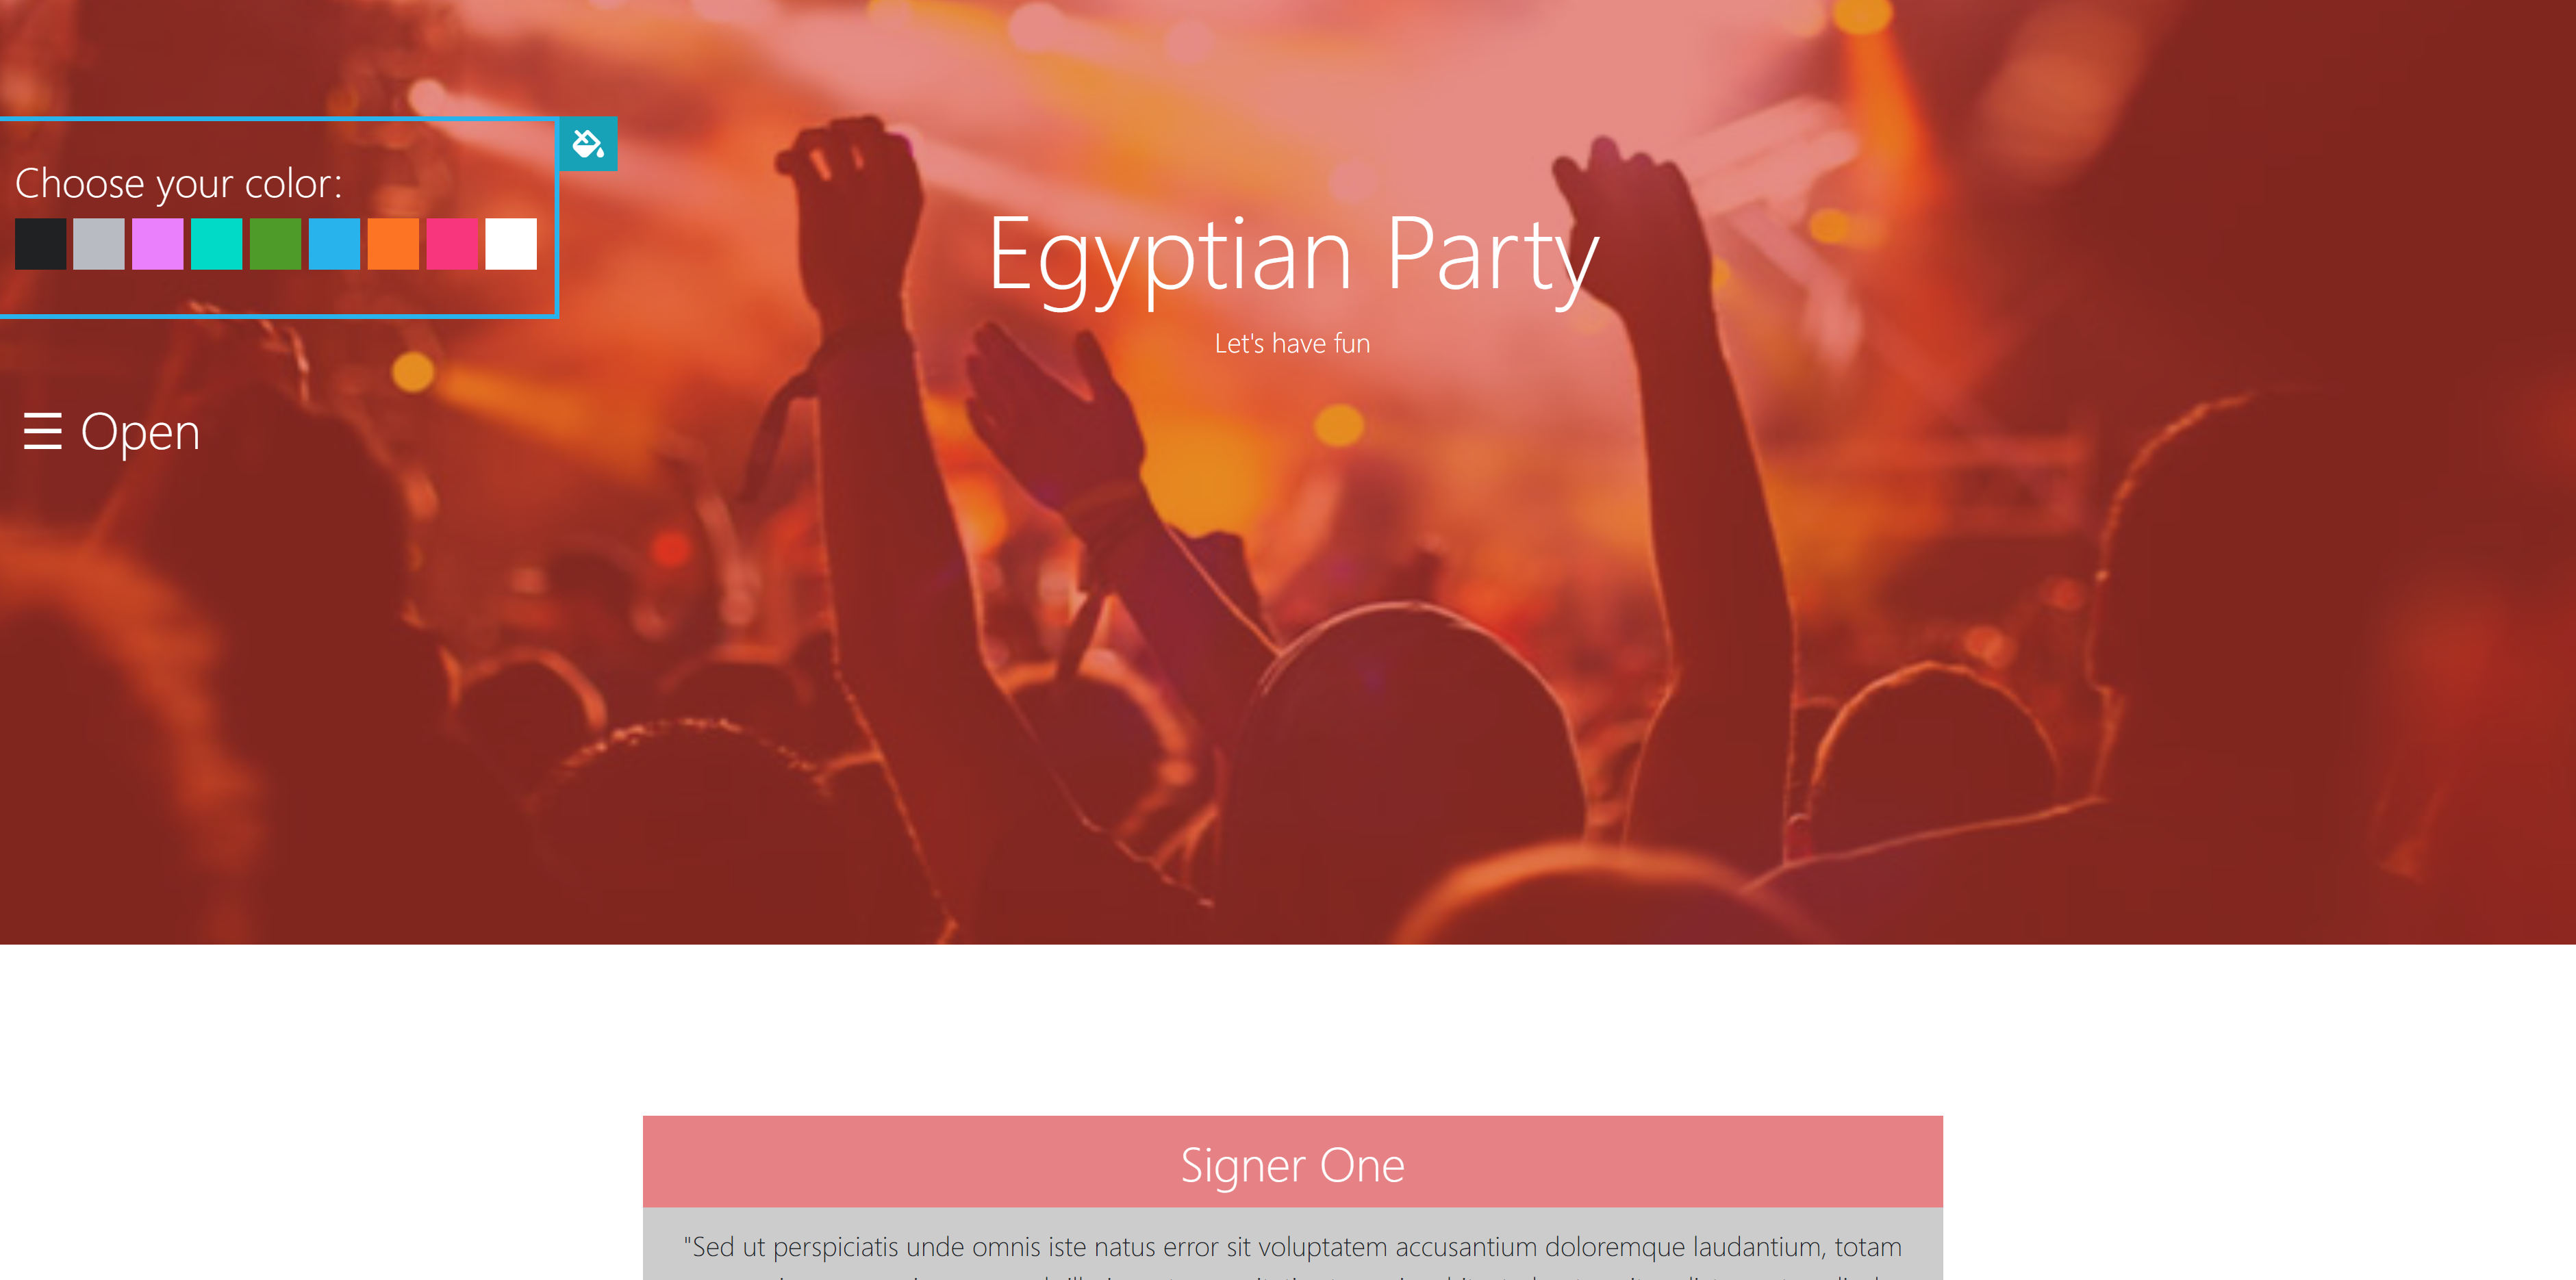 Choose your color:
Egyptian Party
Let's have fun
☰ Open
Signer One
"Sed ut perspiciatis unde omnis iste natus error sit voluptatem accusantium doloremque laudantium, totam